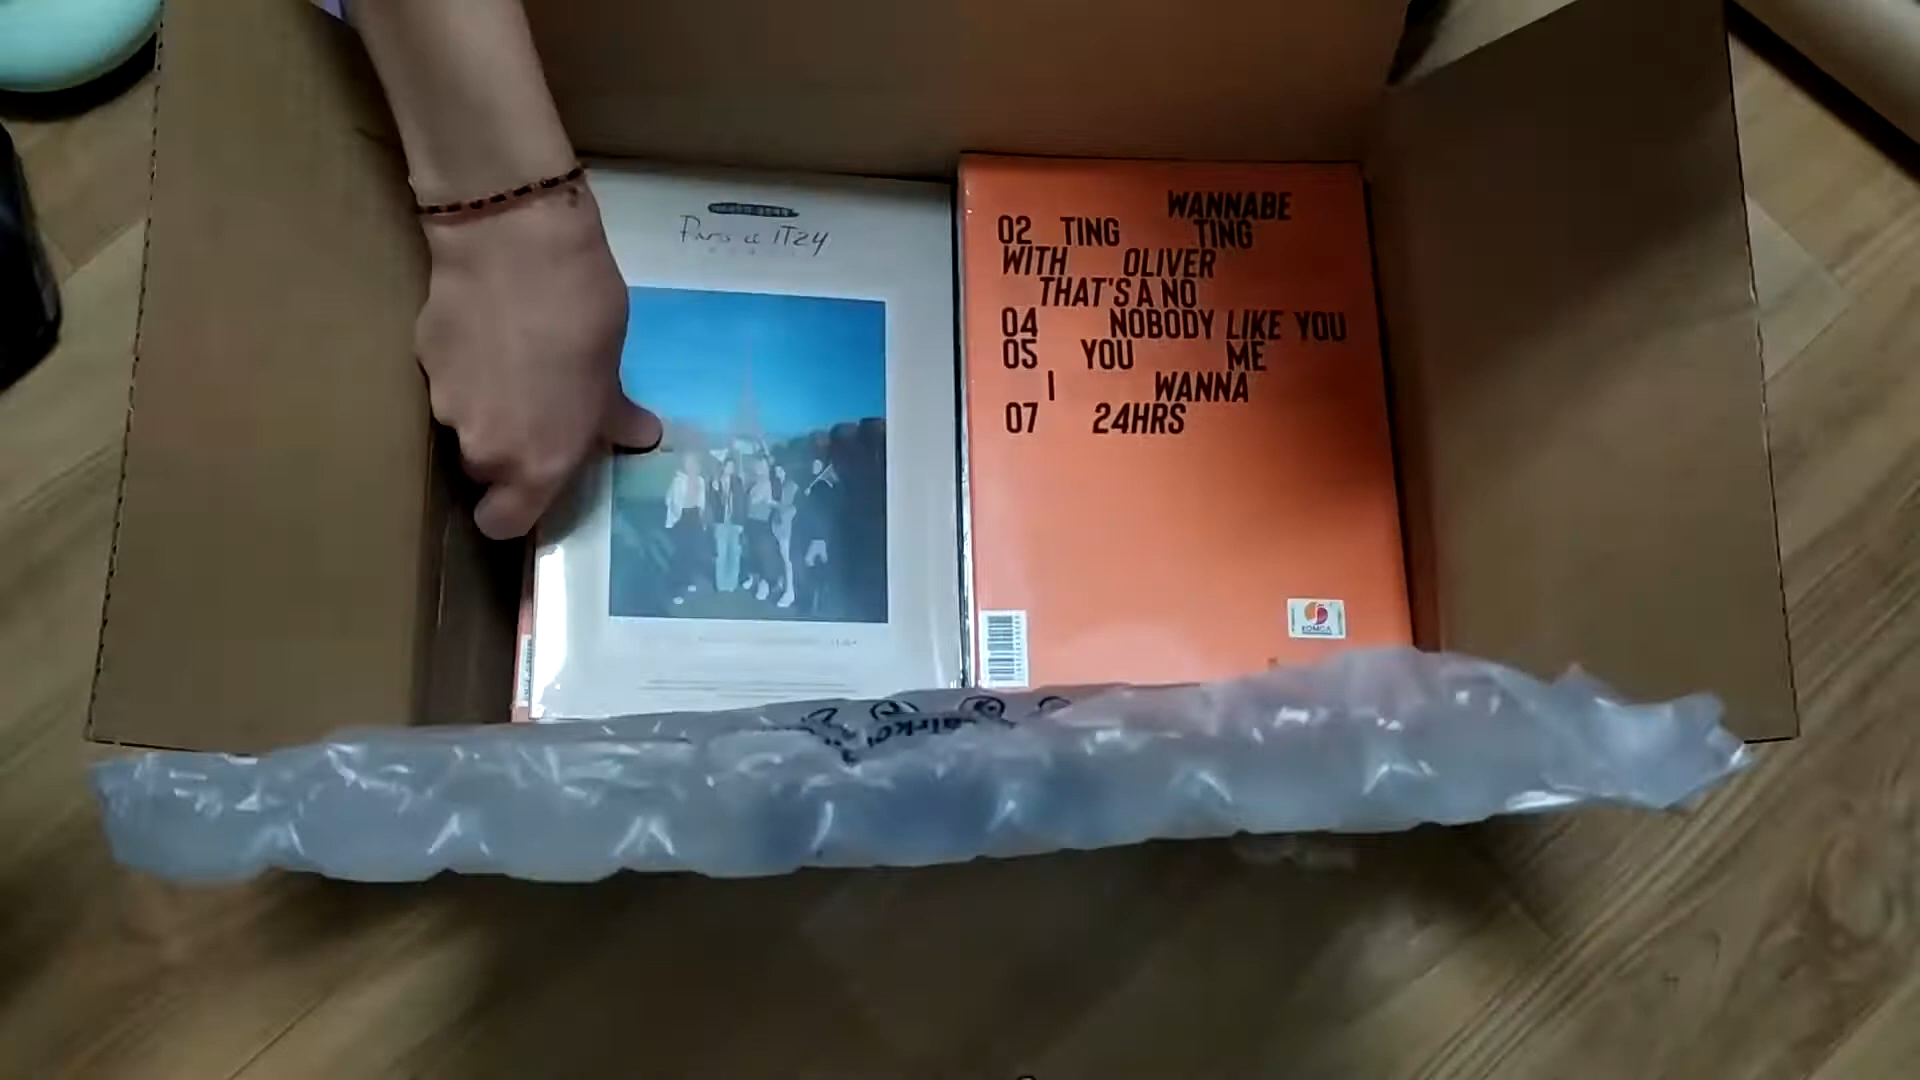 Paris et ITZY
WANNABE
02 TING TING
WITH OLIVER
THAT'S A NO
04 NOBODY LIKE YOU
05 YOU ME
I WANNA
07 24HRS
KOMCA